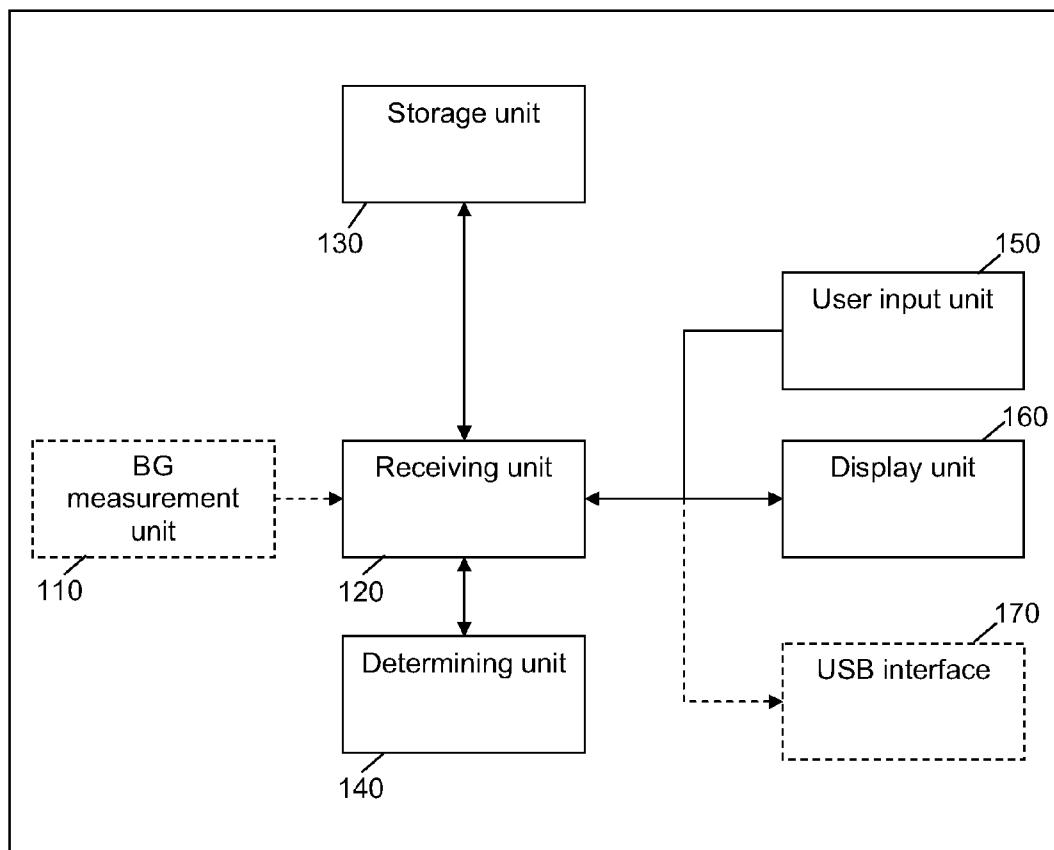 Storage unit
130
150
User input unit
160
BG
measurement
unit
Receiving unit
Display unit
110
120
170
Determining unit
USB interface
140